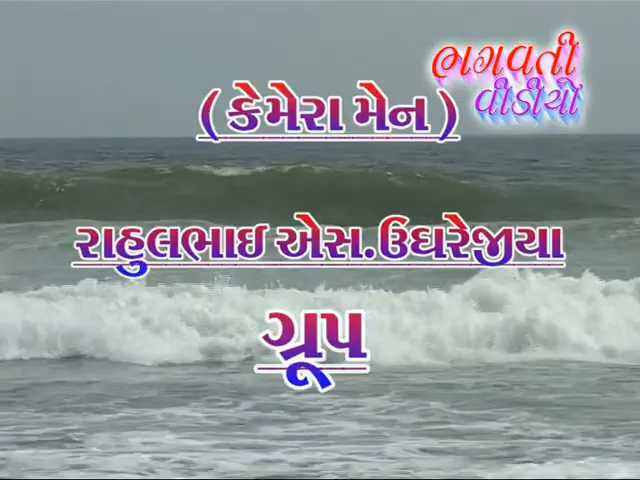 ભગવતી
વીડીયો
( કેમેરા મેન )
રાહુલભાઇ એસ.ઉઘરેજીયા
ગ્રૂપ